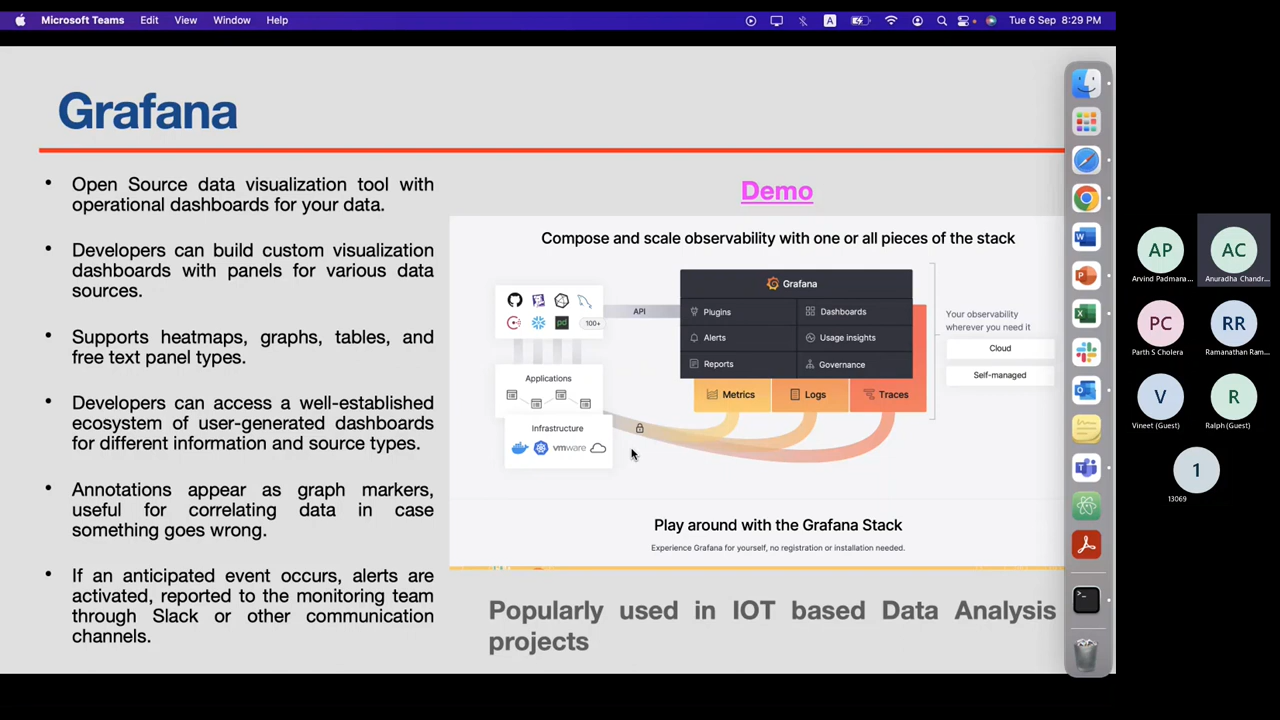 Microsoft Teams Edit View Window Help
A
Tue 6 Sep 8:29 PM
Grafana
• Open Source data visualization tool with
operational dashboards for your data.
• Developers can build custom visualization
dashboards with panels for various data
sources.
• Supports heatmaps, graphs, tables, and
free text panel types.
• Developers can access a well-established
ecosystem of user-generated dashboards
for different information and source types.
• Annotations appear as graph markers,
useful for correlating data in case
something goes wrong.
• If an anticipated event occurs, alerts are
activated, reported to the monitoring team
through Slack or other communication
channels.
Demo
Compose and scale observability with one or all pieces of the stack
pd
100+
API
Applications
Infrastructure
vmware
Grafana
Plugins
Dashboards
Alerts
Usage insights
Reports
Governance
Metrics
Logs
Traces
Your observability
wherever you need it
Cloud
Self-managed
Play around with the Grafana Stack
Experience Grafana for yourself, no registration or installation needed.
Popularly used in IOT based Data Analysis
projects
AP
Arvind Padmana...
AC
Anuradha Chandr...
PC
Parth S Cholera
RR
Ramanathan Ram...
V
Vineet (Guest)
R
Ralph (Guest)
1
13069